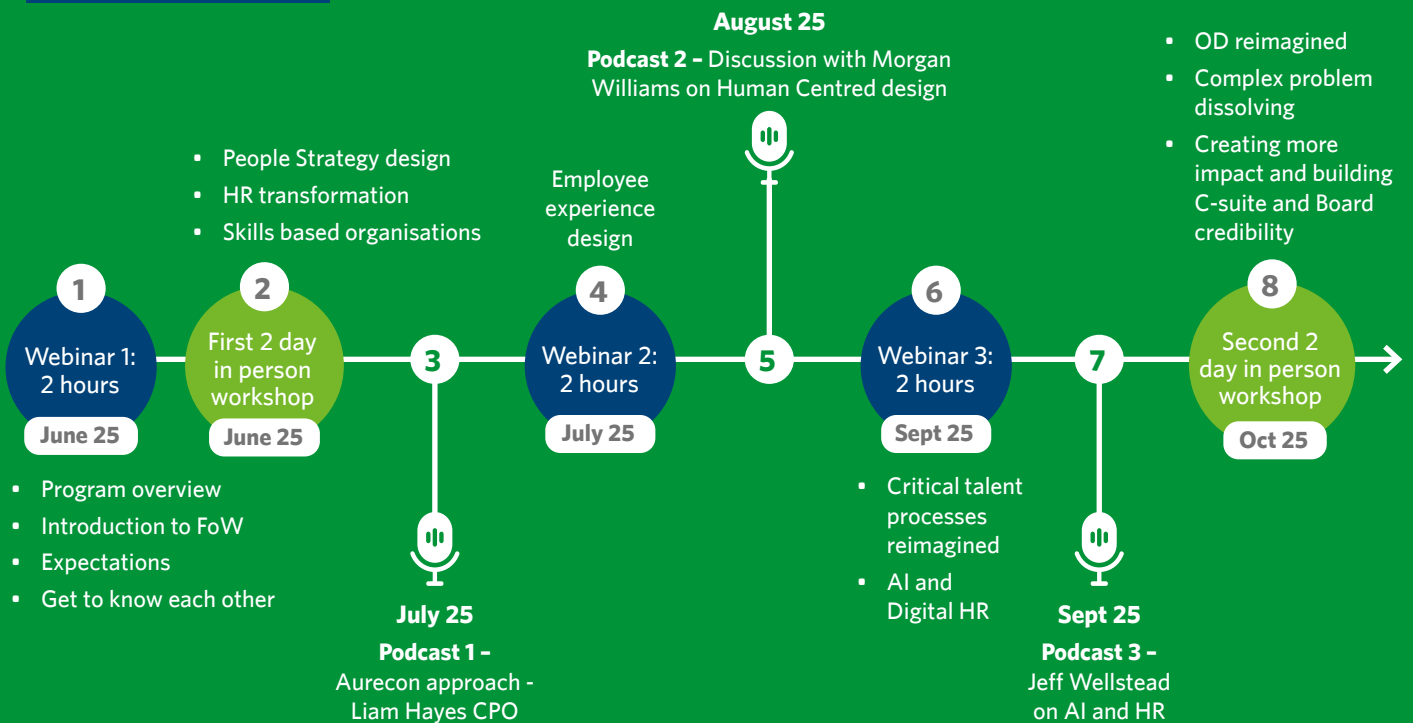 August 25
Podcast 2 – Discussion with Morgan
Williams on Human Centred design
▪ OD reimagined
▪ Complex problem
dissolving
▪ Creating more
impact and building
C-suite and Board
credibility
▪ People Strategy design
▪ HR transformation
▪ Skills based organisations
Employee
experience
design
1
Webinar 1:
2 hours
June 25
2
First 2 day
in person
workshop
June 25
3
4
Webinar 2:
2 hours
July 25
5
6
Webinar 3:
2 hours
Sept 25
7
8
Second 2
day in person
workshop
Oct 25
▪ Program overview
▪ Introduction to FoW
▪ Expectations
▪ Get to know each other
July 25
Podcast 1 –
Aurecon approach -
Liam Hayes CPO
▪ Critical talent
processes
reimagined
▪ AI and
Digital HR
Sept 25
Podcast 3 –
Jeff Wellstead
on AI and HR